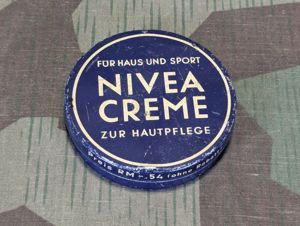 FÜR HAUS UND SPORT
NIVEA
CREME
ZUR HAUTPFLEGE
Preis RM -.54 (ohne